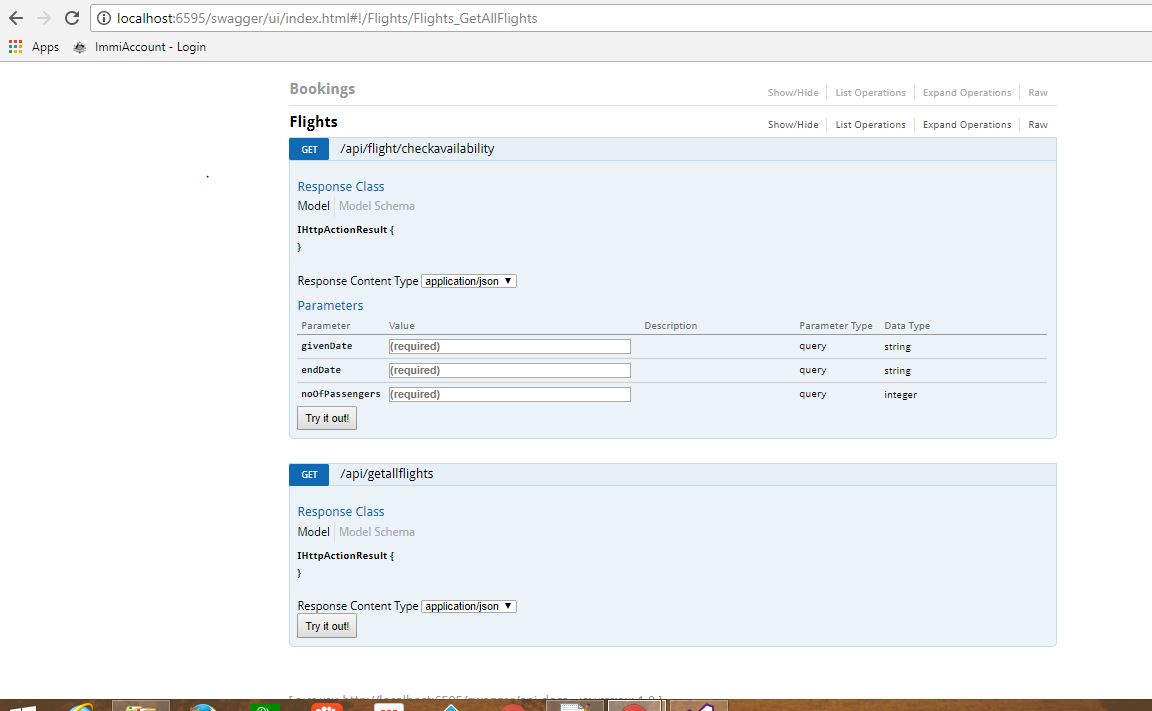 localhost:6595/swagger/ui/index.html#!/Flights/Flights_GetAllFlights
Apps ImmiAccount - Login
Bookings Show/Hide List Operations Expand Operations Raw
Flights Show/Hide List Operations Expand Operations Raw
GET /api/flight/checkavailability
Response Class
Model Model Schema
IHttpActionResult {
}
Response Content Type application/json
Parameters
Parameter Value Description Parameter Type Data Type
givenDate (required) query string
endDate (required) query string
noOfPassengers (required) query integer
Try it out!
GET /api/getallflights
Response Class
Model Model Schema
IHttpActionResult {
}
Response Content Type application/json
Try it out!